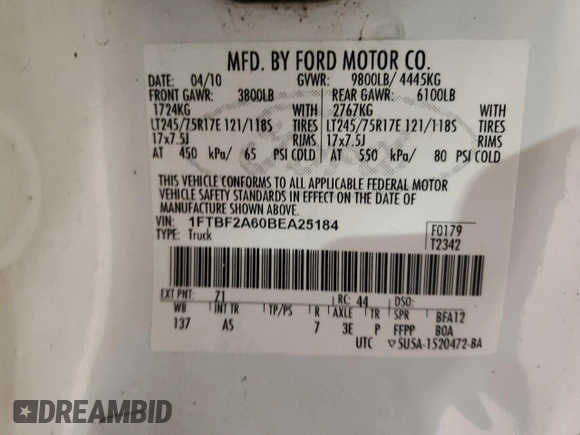 MFD. BY FORD MOTOR CO.
DATE: 04/10 GVWR: 9800LB/ 4445KG
FRONT GAWR: 3800LB REAR GAWR: 6100LB
1724KG WITH 2767KG WITH
LT245/75R17E 121/118S TIRES LT245/75R17E 121/118S TIRES
17x7.5J RIMS 17x7.5J RIMS
AT 450 kPa/ 65 PSI COLD AT 550 kPa/ 80 PSI COLD
THIS VEHICLE CONFORMS TO ALL APPLICABLE FEDERAL MOTOR
VEHICLE SAFETY STANDARDS IN EFFECT ON THE DATE OF
MANUFACTURE SHOWN ABOVE.
VIN: 1FTBF2A60BEA25184 F0179
TYPE: Truck T2342
EXT PNT: Z1 RC: 44 DSO:
WB INT TR TP/PS R AXLE TR SPR BFA12
137 AS 7 3E P FFPP BOA
UTC ▽5U5A-1520472-BA
DREAMBID